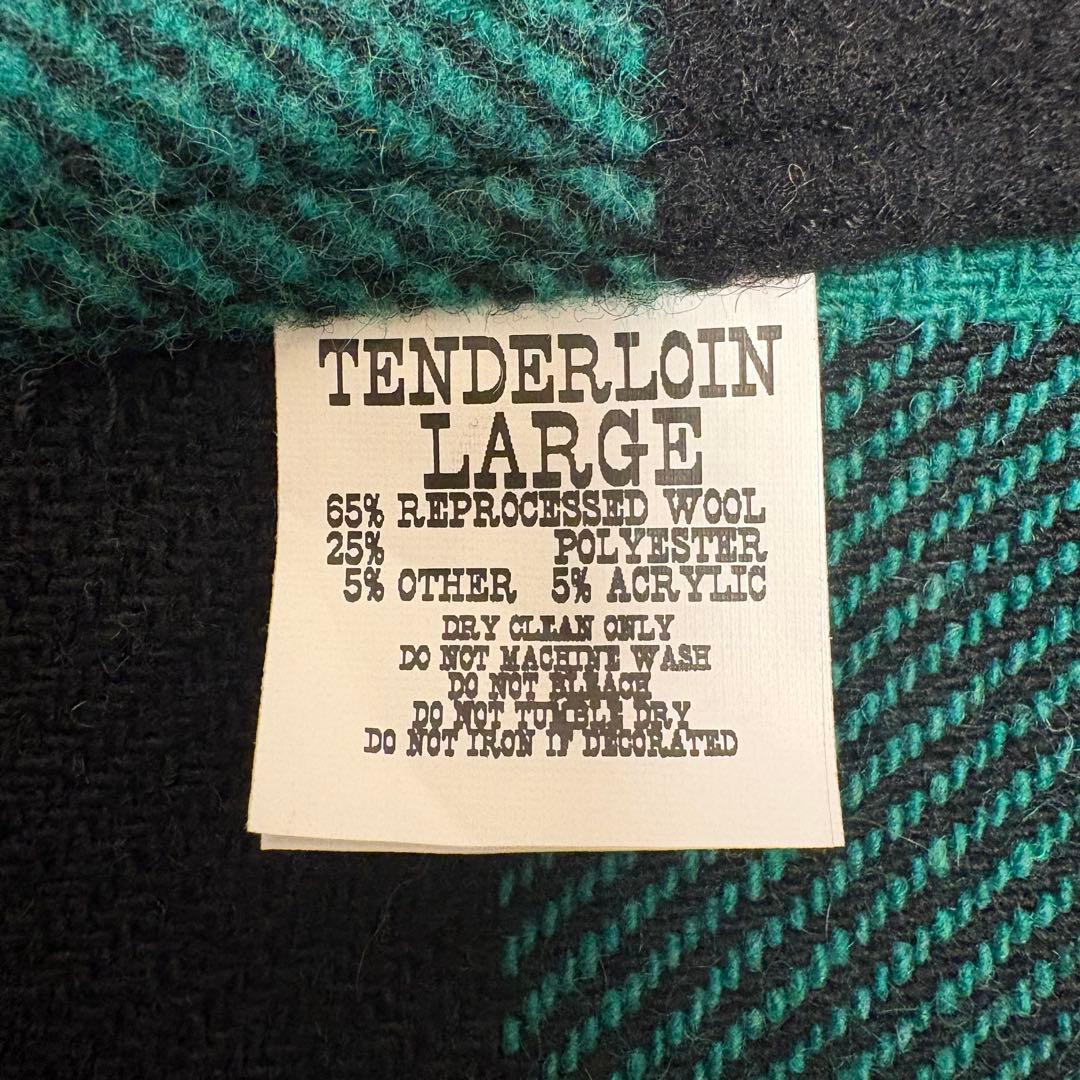 TENDERLOIN
LARGE
65% REPROCESSED WOOL
25% POLYESTER
5% OTHER 5% ACRYLIC
DRY CLEAN ONLY
DO NOT MACHINE WASH
DO NOT BLEACH
DO NOT TUMBLE DRY
DO NOT IRON IF DECORATED